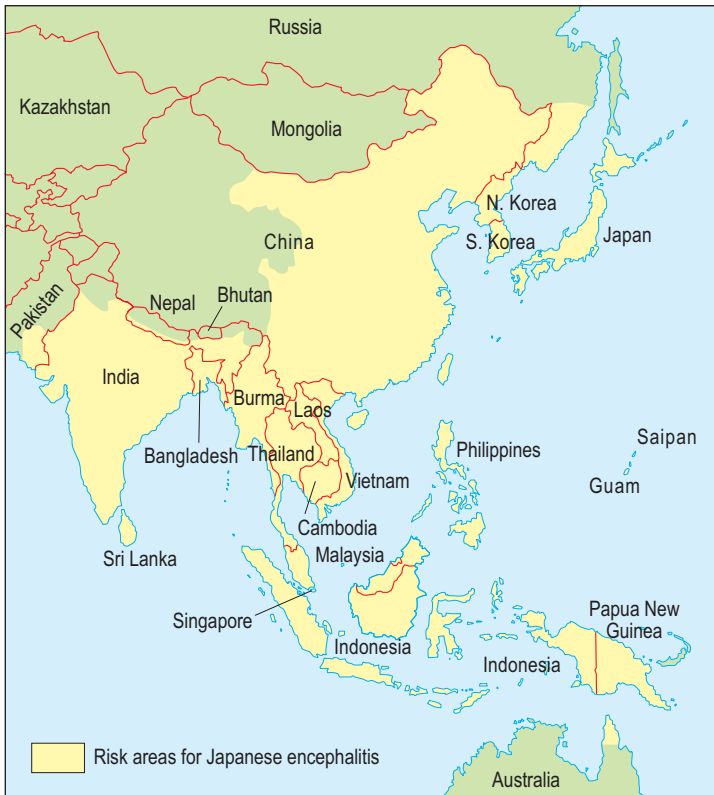 Russia
Kazakhstan
Mongolia
N. Korea
China
S. Korea
Japan
Pakistan
Nepal
Bhutan
India
Burma
Laos
Bangladesh
Thailand
Philippines
Saipan
Vietnam
Guam
Cambodia
Sri Lanka
Malaysia
Singapore
Papua New
Guinea
Indonesia
Indonesia
Risk areas for Japanese encephalitis
Australia